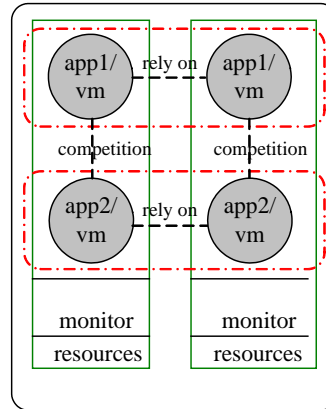 app1/
vm
rely on
app1/
vm
competition
competition
app2/
vm
rely on
app2/
vm
monitor
monitor
resources
resources